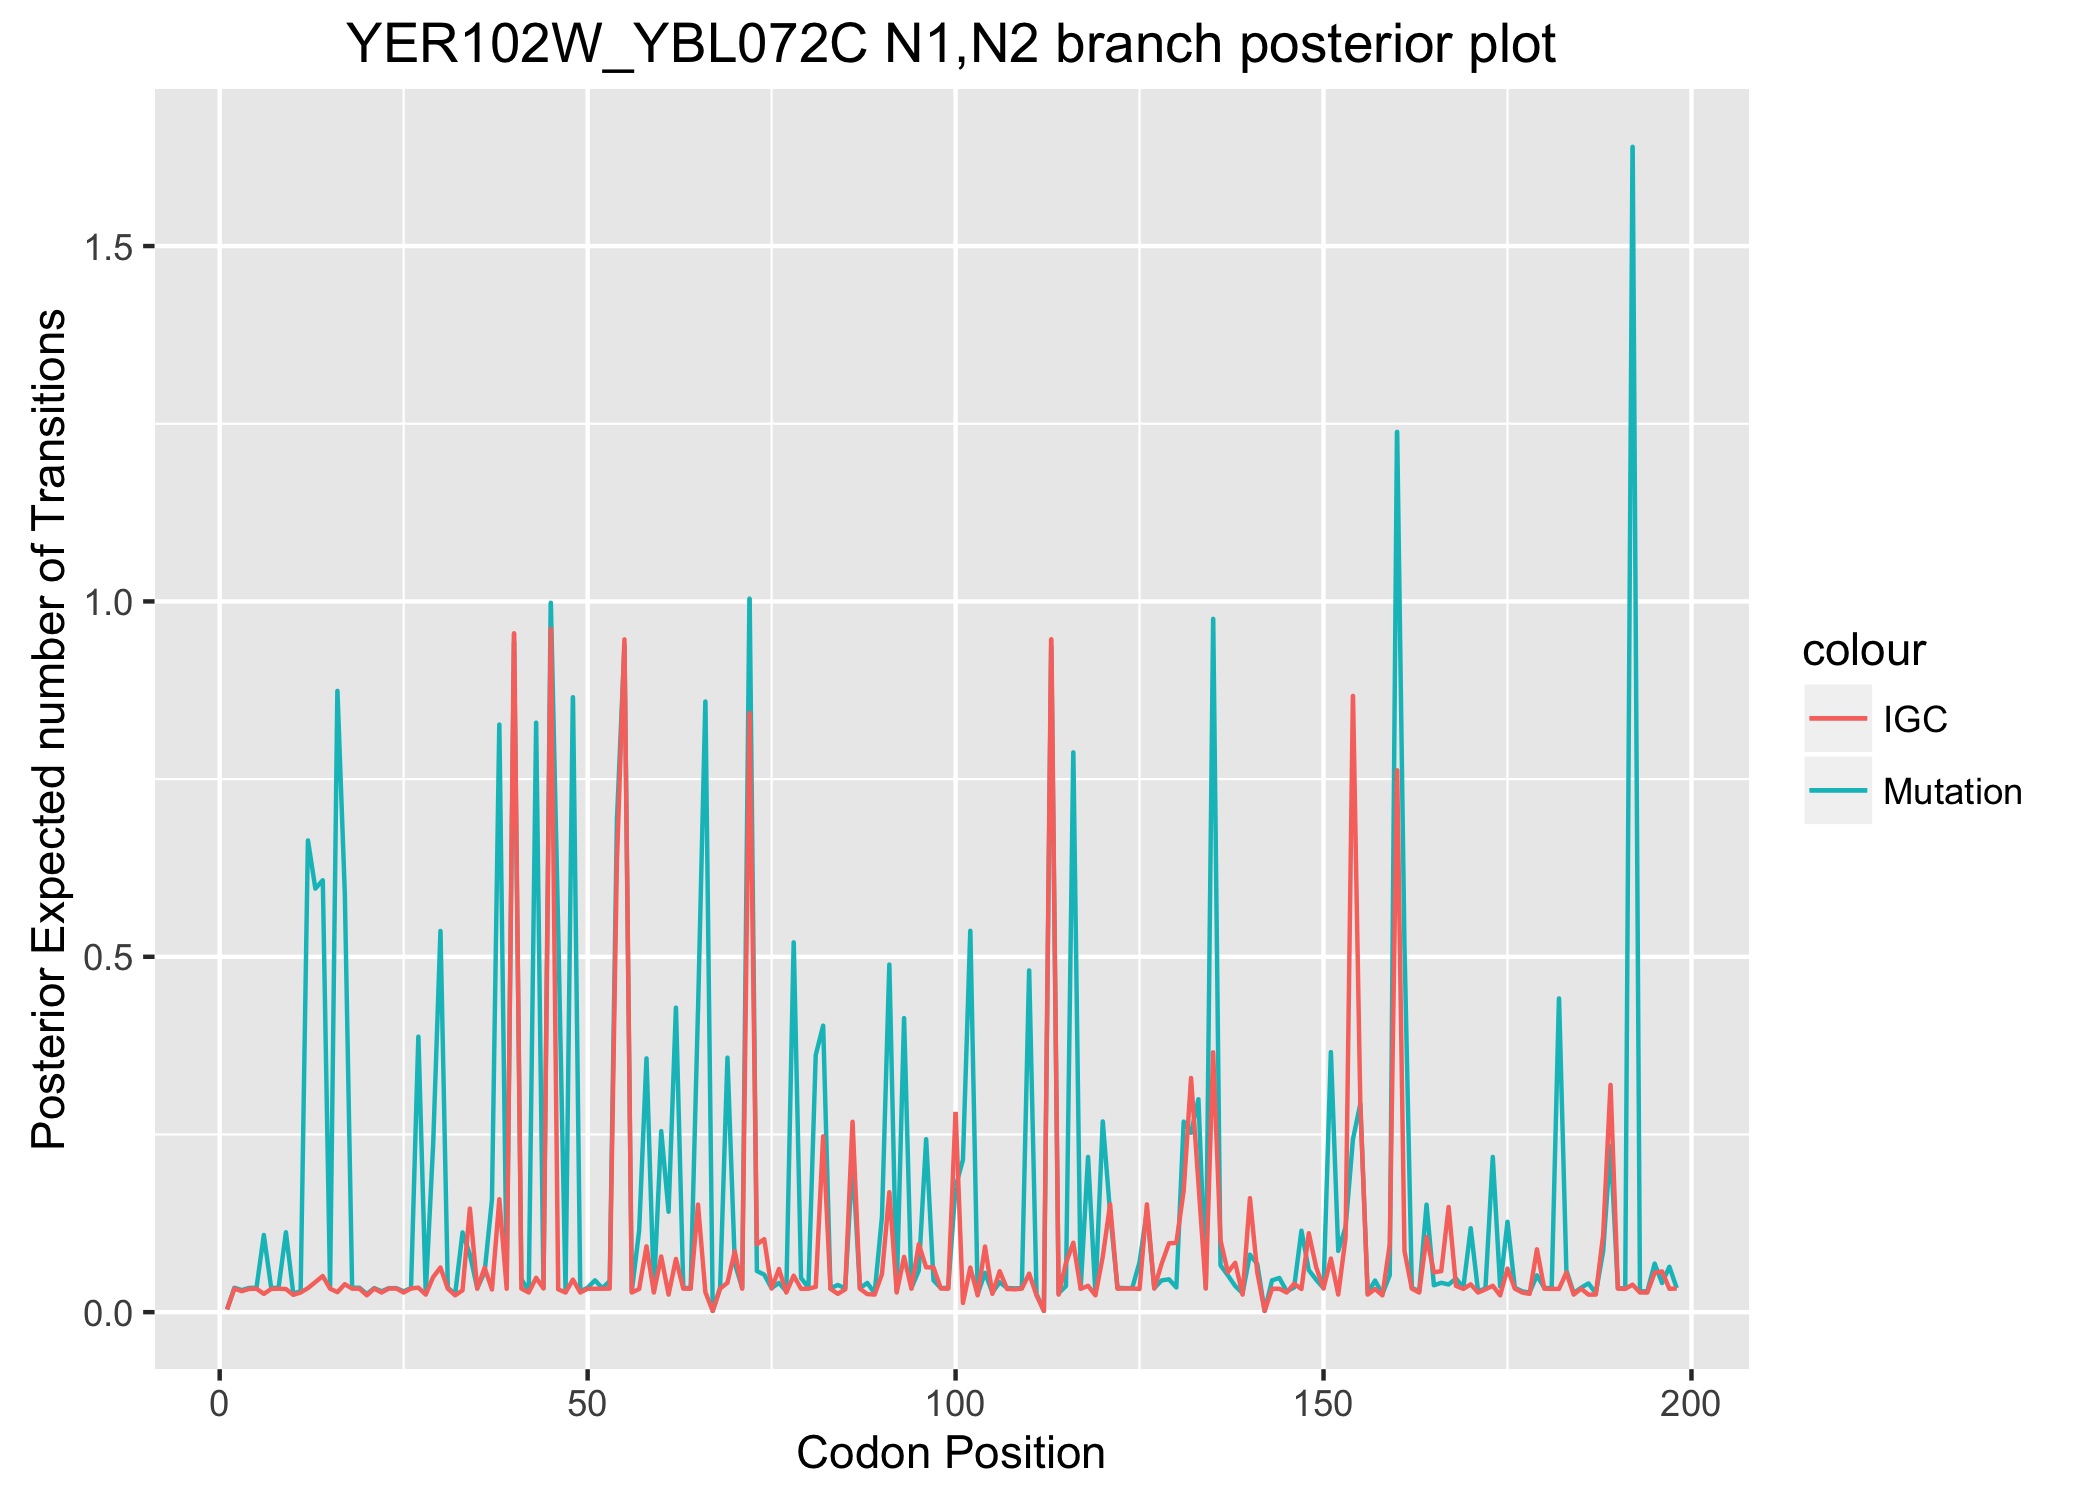 YER102W_YBL072C N1,N2 branch posterior plot
Posterior Expected number of Transitions
1.5
1.0
0.5
0.0
0
50
100
150
200
Codon Position
colour
IGC
Mutation